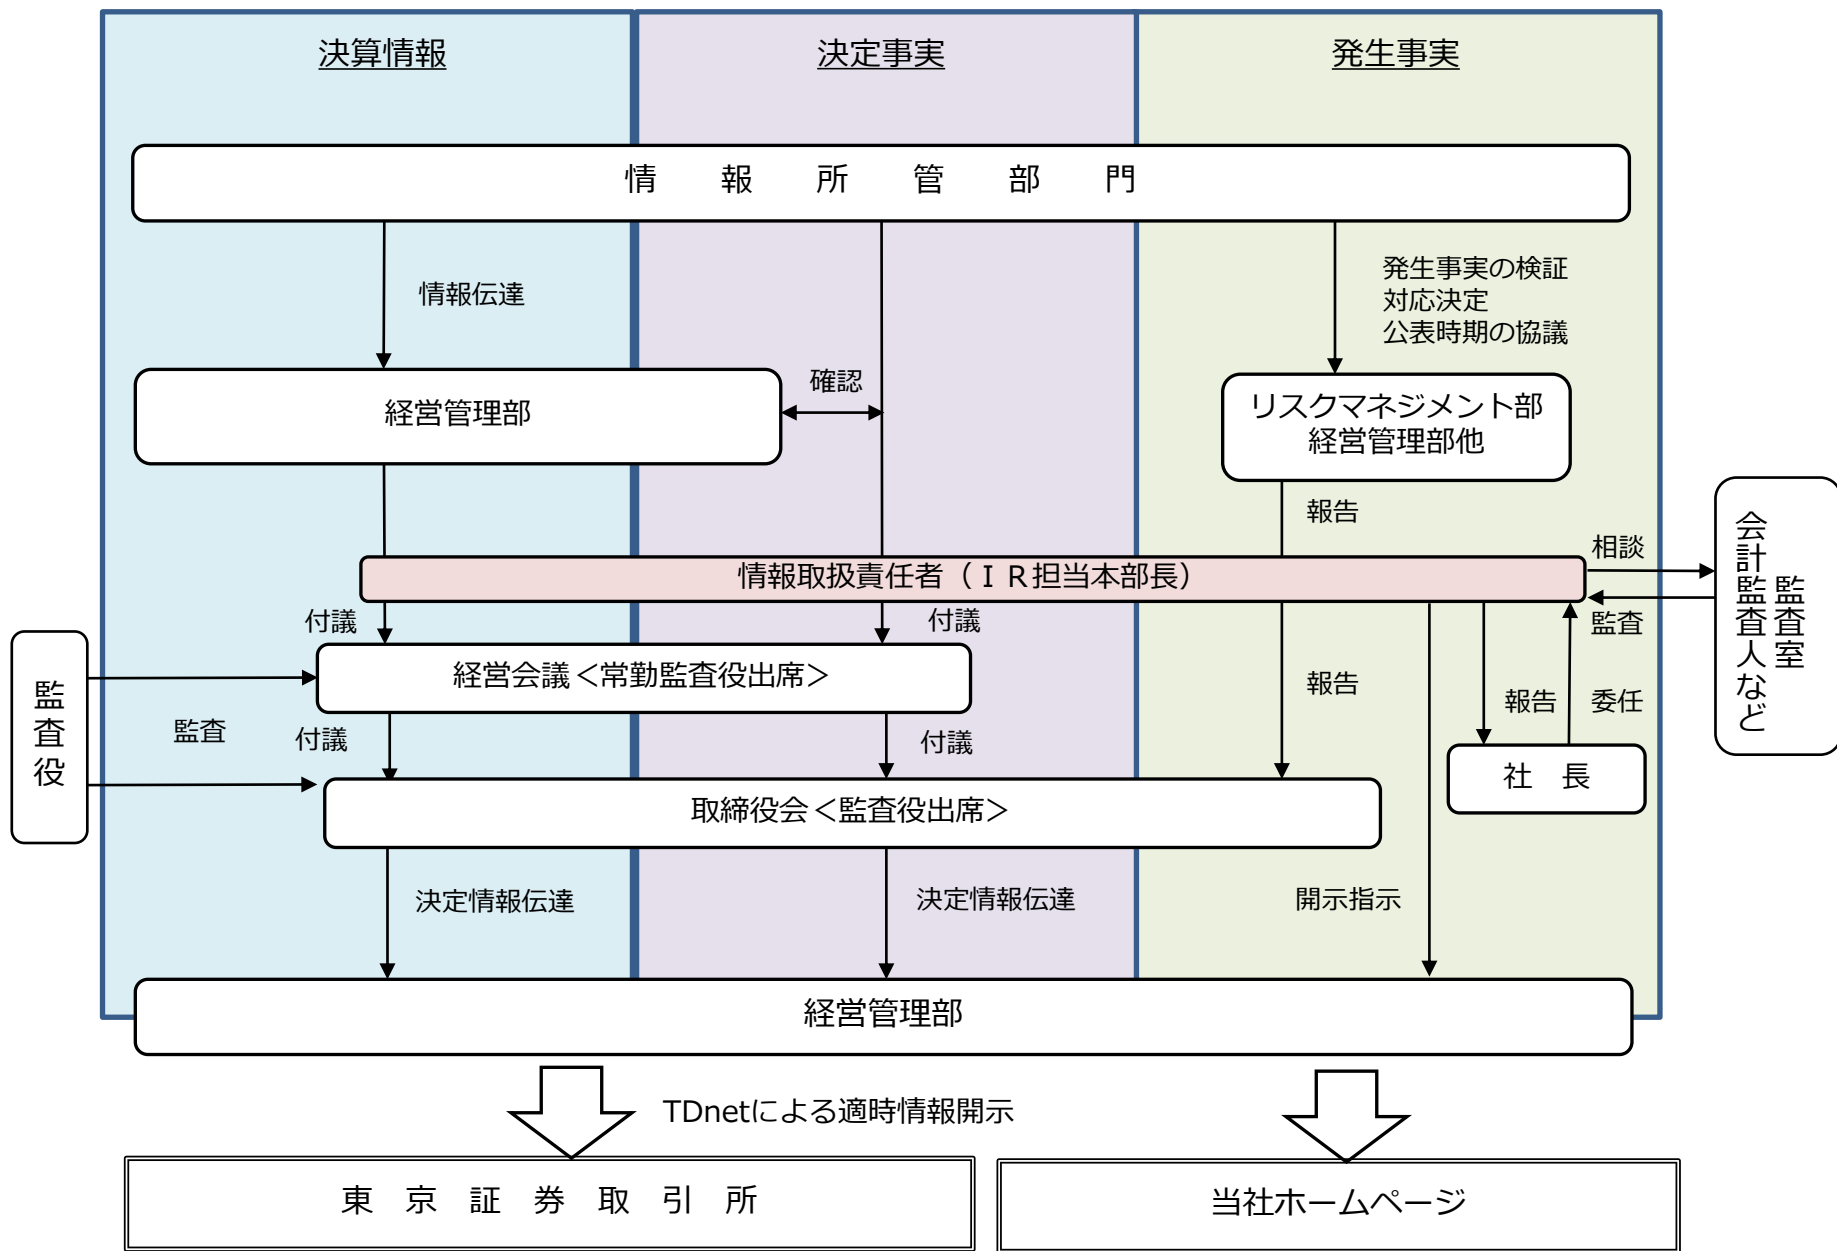 決算情報
決定事実
発生事実
情報所管部門
情報伝達
発生事実の検証
対応決定
公表時期の協議
経営管理部
確認
リスクマネジメント部
経営管理部他
報告
情報取扱責任者（ＩＲ担当本部長）
相談
監査
監査室
会計監査人など
付議
付議
経営会議＜常勤監査役出席＞
報告
報告
委任
監査役
監査
付議
付議
社長
取締役会＜監査役出席＞
決定情報伝達
決定情報伝達
開示指示
経営管理部
TDnetによる適時情報開示
東京証券取引所
当社ホームページ